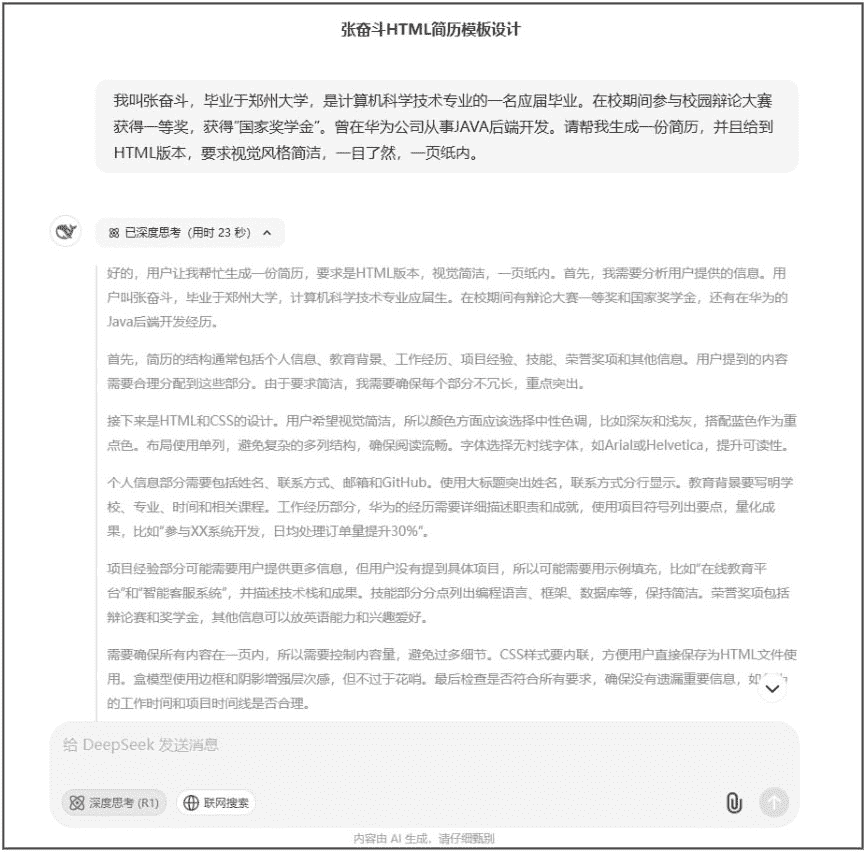 张奋斗HTML简历模板设计
我叫张奋斗，毕业于郑州大学，是计算机科学技术专业的一名应届毕业。在校期间参与校园辩论大赛
获得一等奖，获得“国家奖学金”。曾在华为公司从事JAVA后端开发。请帮我生成一份简历，并且给到
HTML版本，要求视觉风格简洁，一目了然，一页纸内。
已深度思考（用时 23 秒）
好的，用户让我帮忙生成一份简历，要求是HTML版本，视觉简洁，一页纸内。首先，我需要分析用户提供的信息。用
户叫张奋斗，毕业于郑州大学，计算机科学技术专业应届生。在校期间有辩论大赛一等奖和国家奖学金，还有在华为的
Java后端开发经历。
首先，简历的结构通常包括个人信息、教育背景、工作经历、项目经验、技能、荣誉奖项和其他信息。用户提到的内容
需要合理分配到这些部分。由于要求简洁，我需要确保每个部分不冗长，重点突出。
接下来是HTML和CSS的设计。用户希望视觉简洁，所以颜色方面应该选择中性色调，比如深灰和浅灰，搭配蓝色作为重
点色。布局使用单列，避免复杂的多列结构，确保阅读流畅。字体选择无衬线字体，如Arial或Helvetica，提升可读性。
个人信息部分需要包括姓名、联系方式、邮箱和GitHub。使用大标题突出姓名，联系方式分行显示。教育背景要写明学
校、专业、时间和相关课程。工作经历部分，华为的经历需要详细描述职责和成就，使用项目符号列出要点，量化成
果，比如“参与XX系统开发，日均处理订单量提升30%”。
项目经验部分可能需要用户提供更多信息，但用户没有提到具体项目，所以可能需要用示例填充，比如“在线教育平
台”和“智能客服系统”，并描述技术栈和成果。技能部分分点列出编程语言、框架、数据库等，保持简洁。荣誉奖项包括
辩论赛和奖学金，其他信息可以放英语能力和兴趣爱好。
需要确保所有内容在一页内，所以需要控制内容量，避免过多细节。CSS样式要内联，方便用户直接保存为HTML文件使
用。盒模型使用边框和阴影增强层次感，但不过于花哨。最后检查是否符合所有要求，确保没有遗漏重要信息，如
的工作时间和项目时间线是否合理。
给 DeepSeek 发送消息
深度思考 (R1)
联网搜索
内容由 AI 生成，请仔细甄别